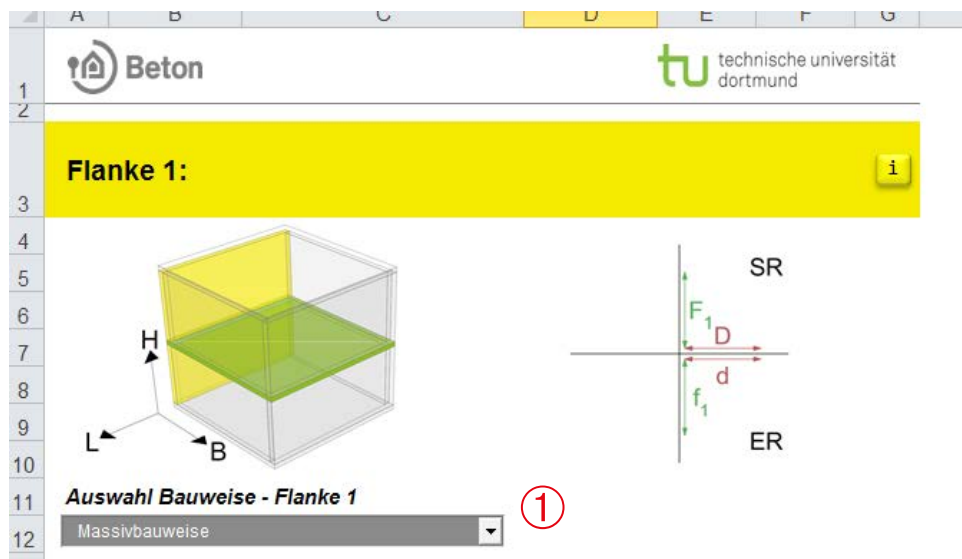 A B C D E F G
1
Beton
technische universität
tu dortmund
2
3
Flanke 1:
i
4
5
6
7
8
9
10
H
L
B
SR
F1
D
d
f1
ER
11
Auswahl Bauweise - Flanke 1
①
12
Massivbauweise